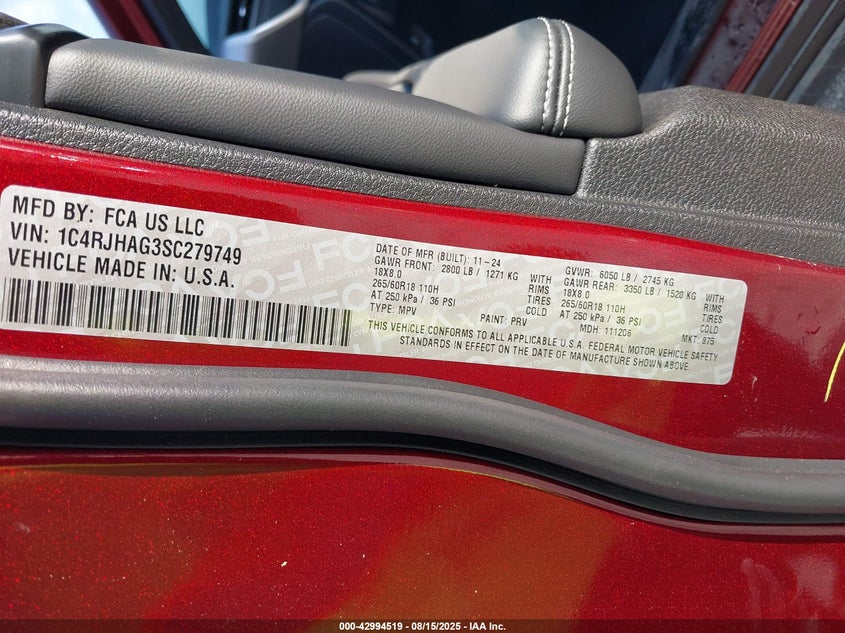 MFD BY: FCA US LLC
VIN: 1C4RJHAG3SC279749
VEHICLE MADE IN: U.S.A.
DATE OF MFR (BUILT): 11-24
GAWR FRONT: 2800 LB / 1271 KG WITH
18X8.0 RIMS
265/60R18 110H TIRES
AT 250 kPa / 36 PSI COLD
TYPE: MPV PAINT: PRV
GVWR: 6050 LB / 2745 KG
GAWR REAR: 3350 LB / 1520 KG WITH
18X8.0 RIMS
265/60R18 110H TIRES
AT 250 kPa / 36 PSI COLD
MDH: 111206 MKT: 875
THIS VEHICLE CONFORMS TO ALL APPLICABLE U.S.A. FEDERAL MOTOR VEHICLE SAFETY
STANDARDS IN EFFECT ON THE DATE OF MANUFACTURE SHOWN ABOVE.
000-42994519 - 08/15/2025 - IAA Inc.